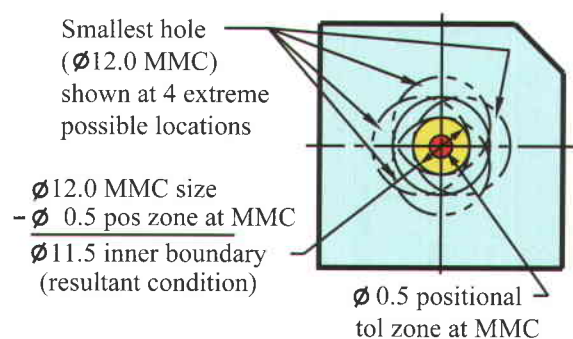 Smallest hole
(Ø12.0 MMC)
shown at 4 extreme
possible locations
Ø12.0 MMC size
- Ø 0.5 pos zone at MMC
Ø11.5 inner boundary
(resultant condition)
Ø 0.5 positional
tol zone at MMC